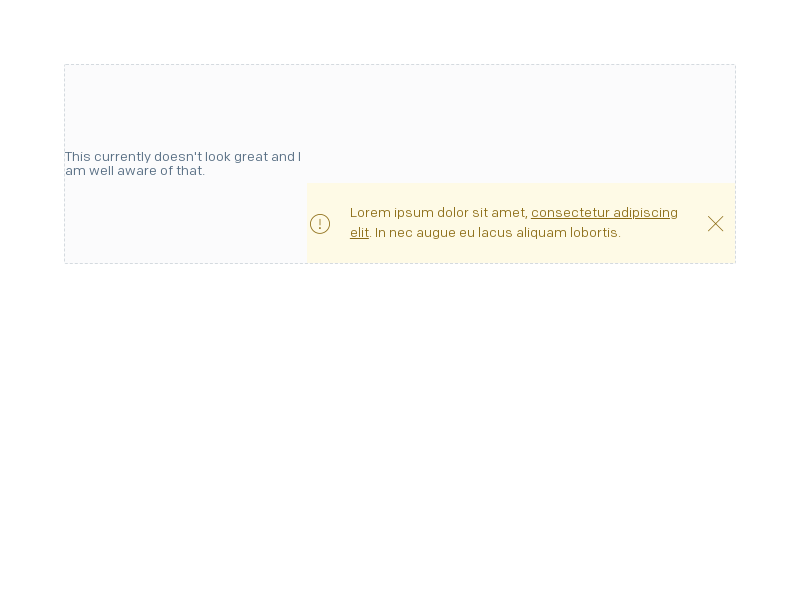 This currently doesn't look great and I
am well aware of that.
Lorem ipsum dolor sit amet, consectetur adipiscing
elit. In nec augue eu lacus aliquam lobortis.